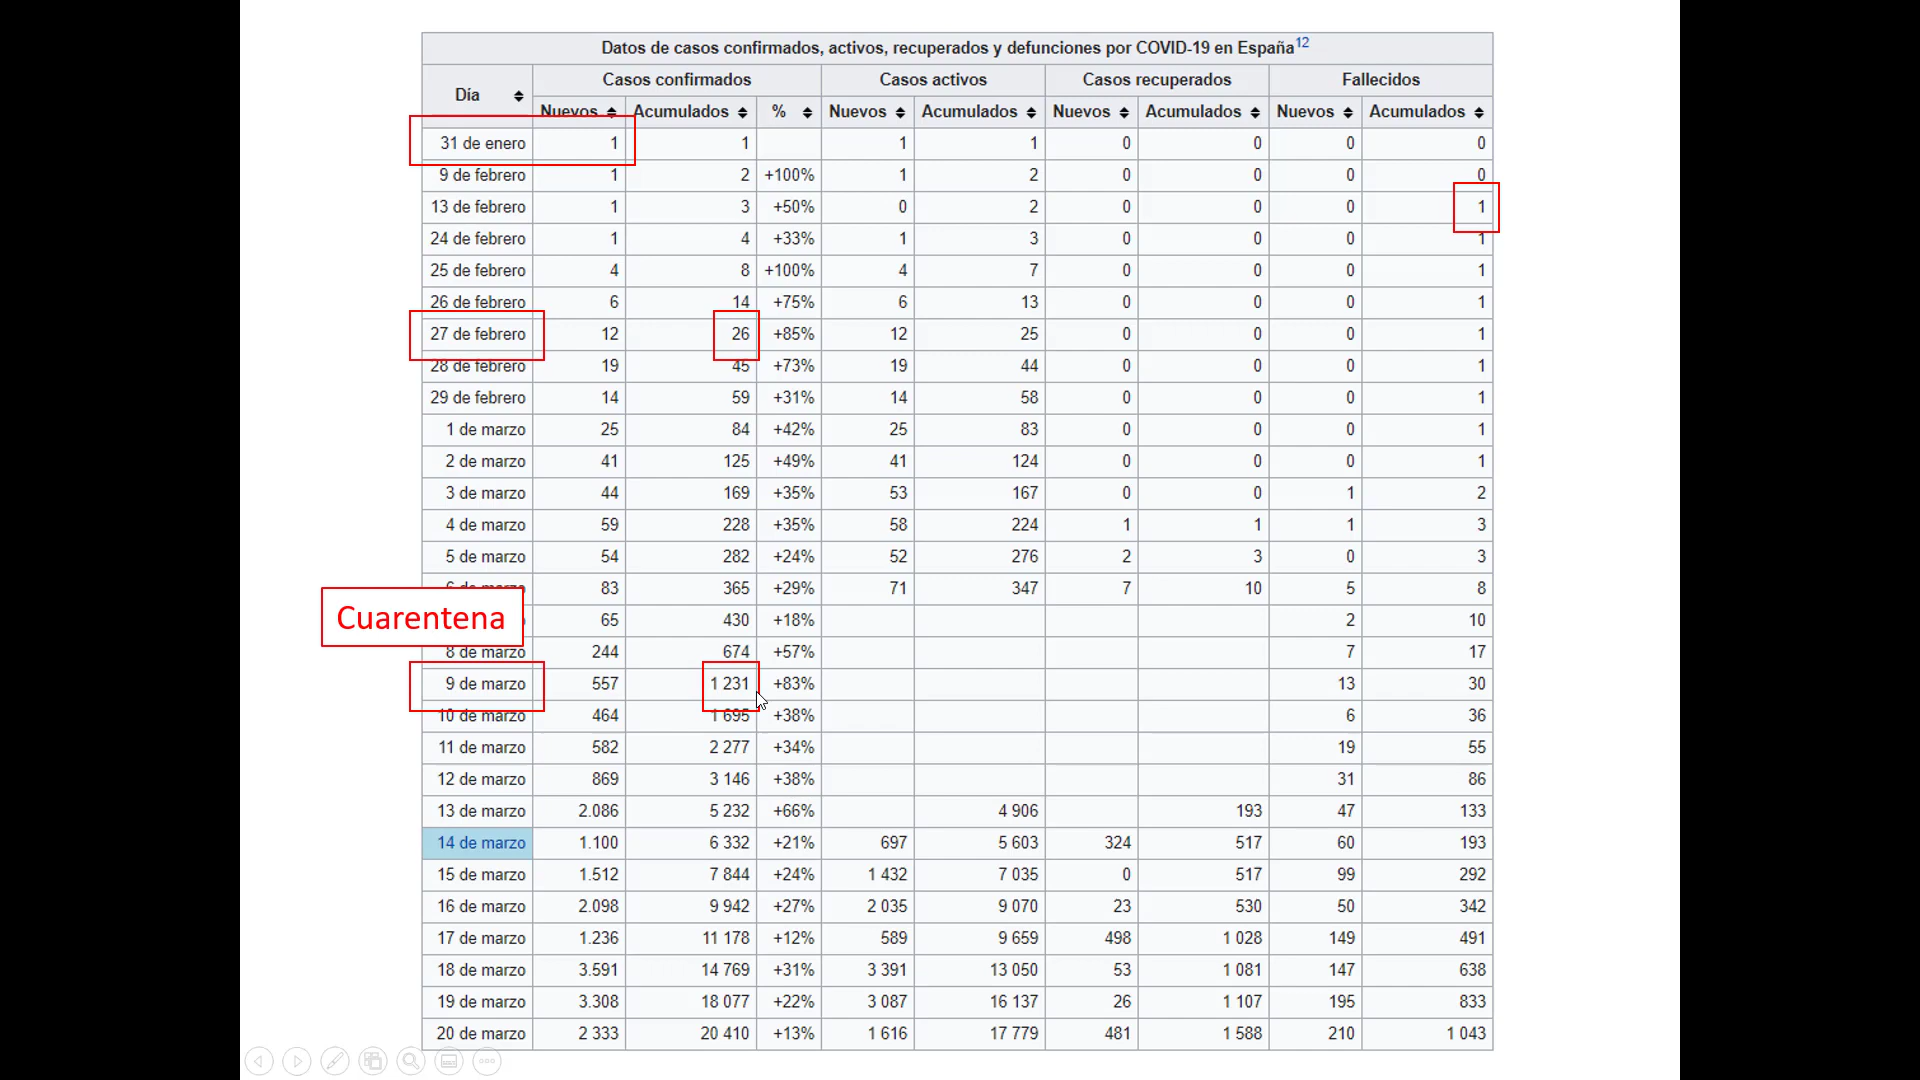 Datos de casos confirmados, activos, recuperados y defunciones por COVID-19 en España12
Día Casos confirmados Casos activos Casos recuperados Fallecidos
Nuevos Acumulados % Nuevos Acumulados Nuevos Acumulados Nuevos Acumulados
31 de enero 1 1 1 1 0 0 0 0
9 de febrero 1 2 +100% 1 2 0 0 0 0
13 de febrero 1 3 +50% 0 2 0 0 0 1
24 de febrero 1 4 +33% 1 3 0 0 0 1
25 de febrero 4 8 +100% 4 7 0 0 0 1
26 de febrero 6 14 +75% 6 13 0 0 0 1
27 de febrero 12 26 +85% 12 25 0 0 0 1
28 de febrero 19 45 +73% 19 44 0 0 0 1
29 de febrero 14 59 +31% 14 58 0 0 0 1
1 de marzo 25 84 +42% 25 83 0 0 0 1
2 de marzo 41 125 +49% 41 124 0 0 0 1
3 de marzo 44 169 +35% 53 167 0 0 1 2
4 de marzo 59 228 +35% 58 224 1 1 1 3
5 de marzo 54 282 +24% 52 276 2 3 0 3
6 de marzo 83 365 +29% 71 347 7 10 5 8
Cuarentena
65 430 +18% 2 10
8 de marzo 244 674 +57% 7 17
9 de marzo 557 1 231 +83% 13 30
10 de marzo 464 1 695 +38% 6 36
11 de marzo 582 2 277 +34% 19 55
12 de marzo 869 3 146 +38% 31 86
13 de marzo 2.086 5 232 +66% 4 906 193 47 133
14 de marzo 1.100 6 332 +21% 697 5 603 324 517 60 193
15 de marzo 1.512 7 844 +24% 1 432 7 035 0 517 99 292
16 de marzo 2.098 9 942 +27% 2 035 9 070 23 530 50 342
17 de marzo 1.236 11 178 +12% 589 9 659 498 1 028 149 491
18 de marzo 3.591 14 769 +31% 3 391 13 050 53 1 081 147 638
19 de marzo 3.308 18 077 +22% 3 087 16 137 26 1 107 195 833
20 de marzo 2 333 20 410 +13% 1 616 17 779 481 1 588 210 1 043